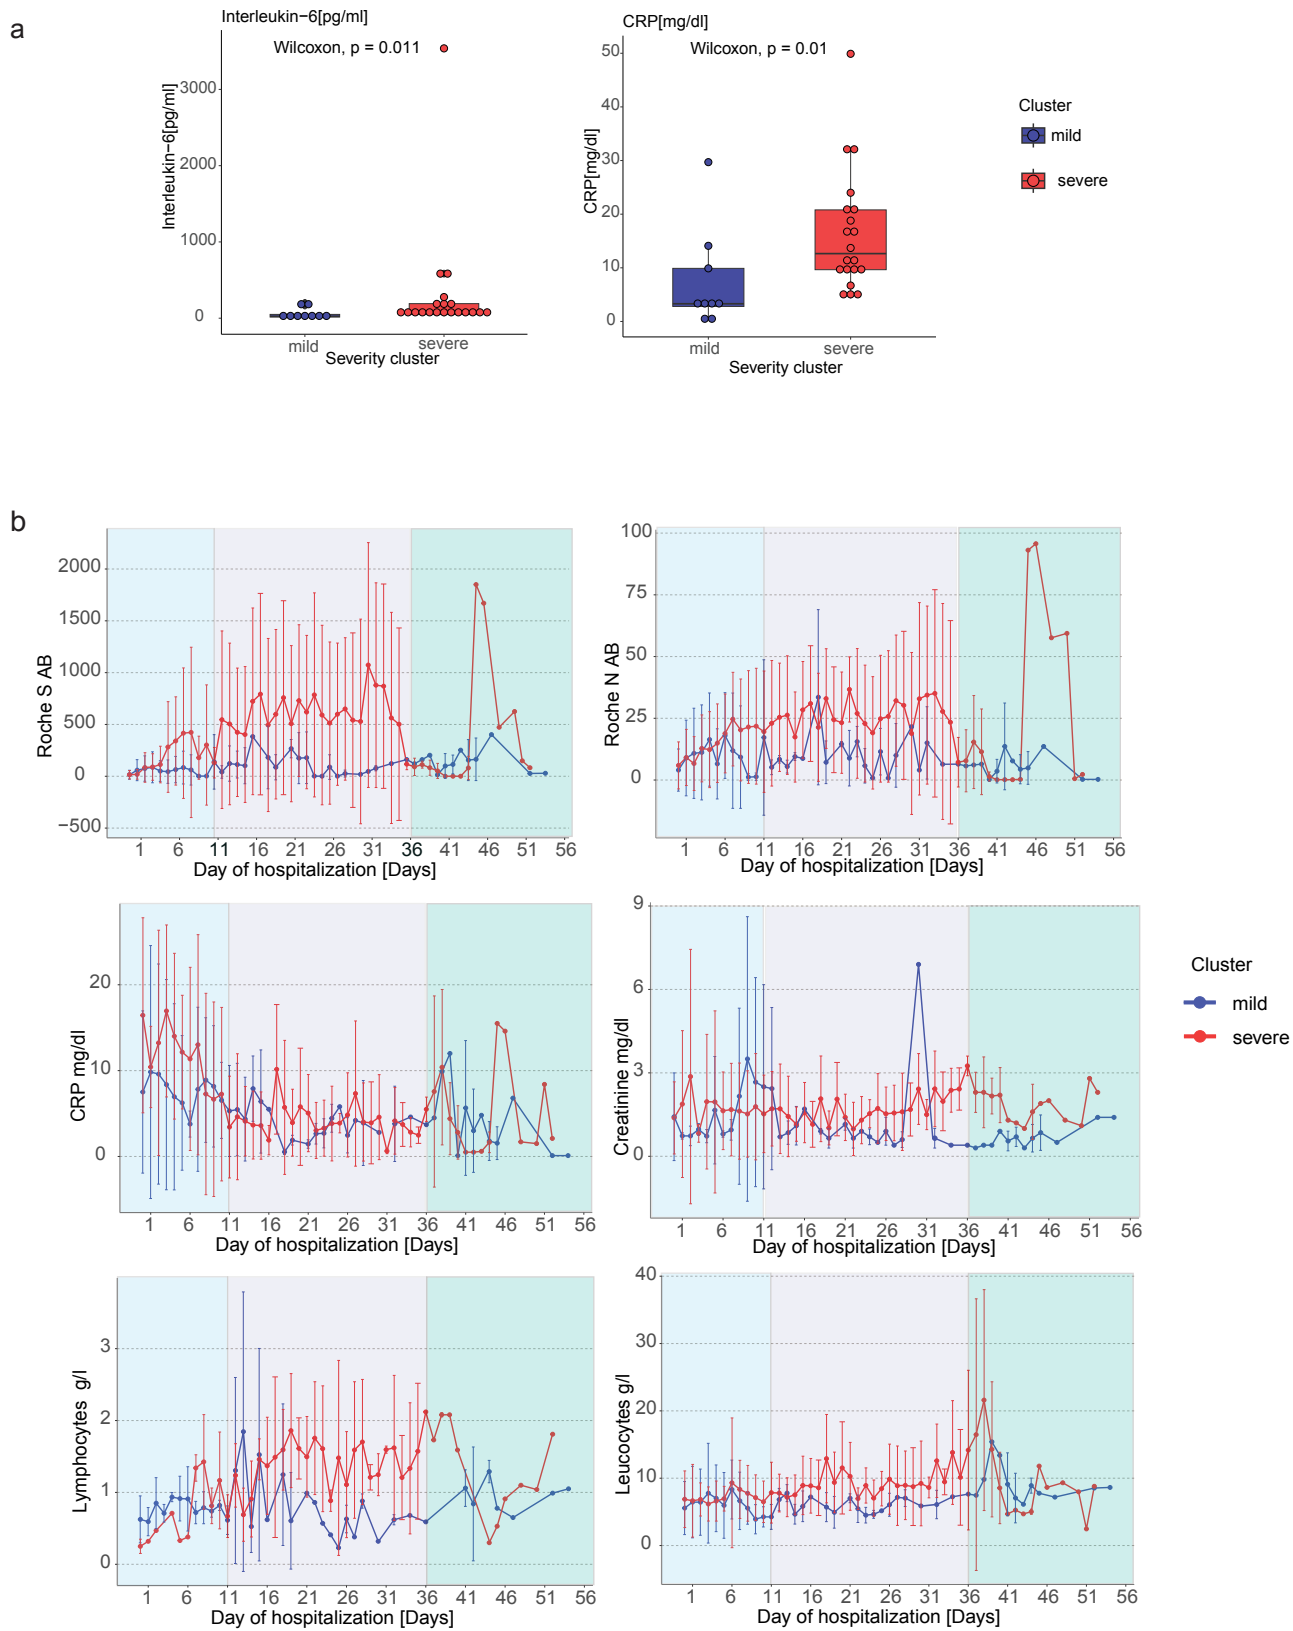 a
Interleukin−6[pg/ml]
Wilcoxon, p = 0.011
Interleukin−6[pg/ml]
3000
2000
1000
0
mild
severe
Severity cluster
CRP[mg/dl]
Wilcoxon, p = 0.01
CRP[mg/dl]
50
40
30
20
10
0
mild
severe
Severity cluster
Cluster
mild
severe
b
Roche S AB
2000
1500
1000
500
0
−500
1 6 11 16 21 26 31 36 41 46 51 56
Day of hospitalization [Days]
Roche N AB
100
75
50
25
0
1 6 11 16 21 26 31 36 41 46 51 56
Day of hospitalization [Days]
CRP mg/dl
20
10
0
1 6 11 16 21 26 31 36 41 46 51 56
Day of hospitalization [Days]
Creatinine mg/dl
9
6
3
0
1 6 11 16 21 26 31 36 41 46 51 56
Day of hospitalization [Days]
Cluster
mild
severe
Lymphocytes g/l
3
2
1
0
1 6 11 16 21 26 31 36 41 46 51 56
Day of hospitalization [Days]
Leucocytes g/l
40
30
20
10
0
1 6 11 16 21 26 31 36 41 46 51 56
Day of hospitalization [Days]